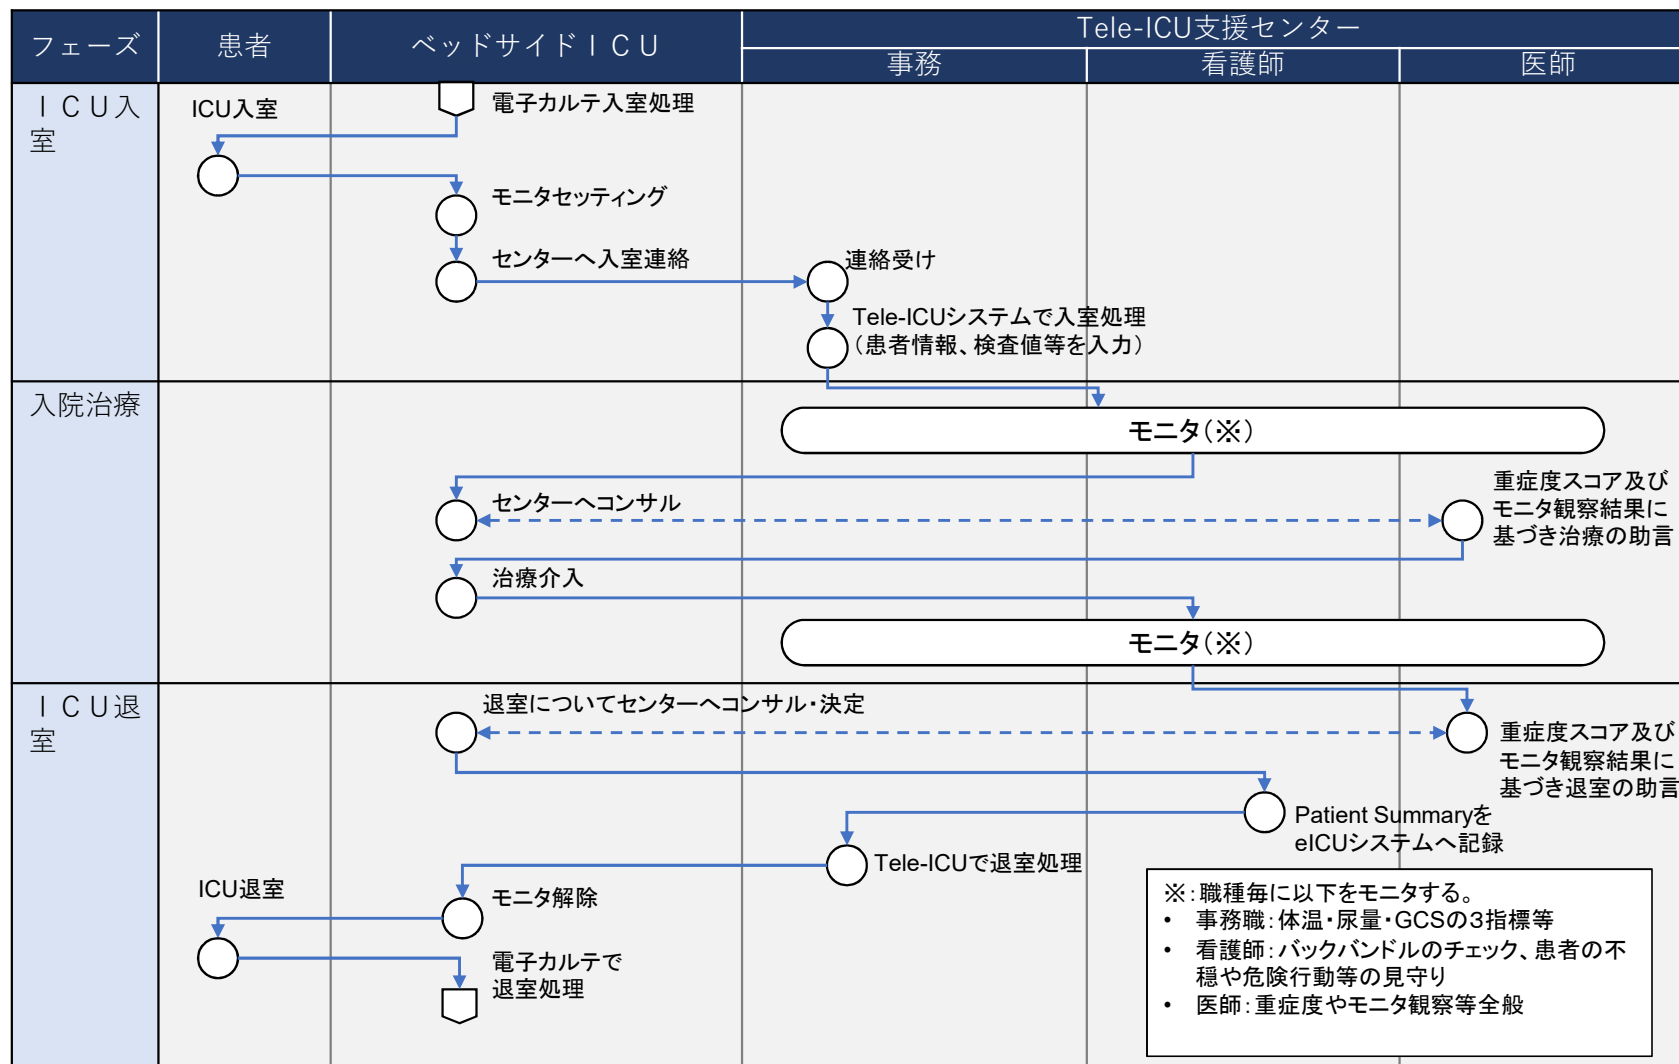 フェーズ
患者
ベッドサイドＩＣＵ
Tele-ICU支援センター
事務
看護師
医師
ＩＣＵ入
室
ICU入室
電子カルテ入室処理
モニタセッティング
センターへ入室連絡
連絡受け
Tele-ICUシステムで入室処理
（患者情報、検査値等を入力）
入院治療
モニタ（※）
センターへコンサル
重症度スコア及び
モニタ観察結果に
基づき治療の助言
治療介入
モニタ（※）
ＩＣＵ退
室
退室についてセンターへコンサル・決定
重症度スコア及び
モニタ観察結果に
基づき退室の助言
Patient Summaryを
eICUシステムへ記録
Tele-ICUで退室処理
モニタ解除
ICU退室
電子カルテで
退室処理
※：職種毎に以下をモニタする。
• 事務職：体温・尿量・GCSの３指標等
• 看護師：バックバンドルのチェック、患者の不
穏や危険行動等の見守り
• 医師：重症度やモニタ観察等全般